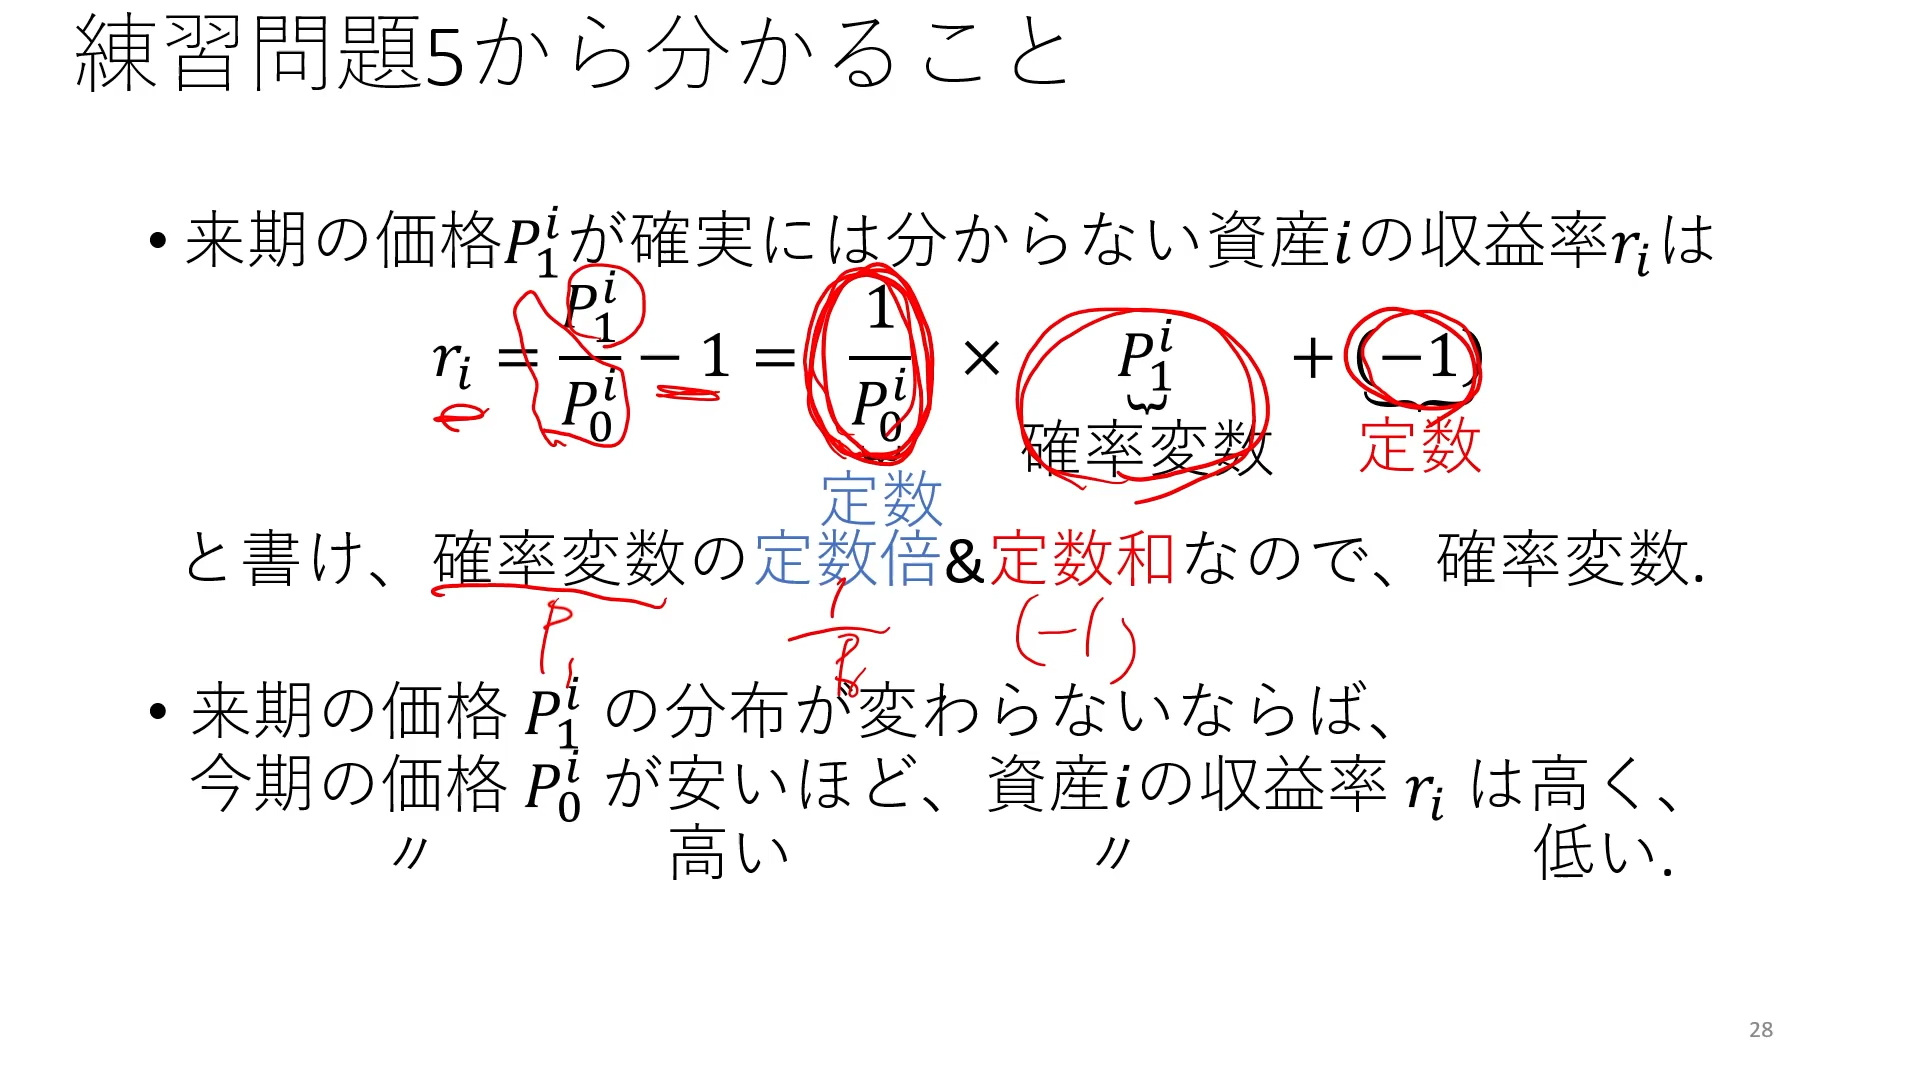 練習問題5から分かること
• 来期の価格P₁ⁱが確実には分からない資産iの収益率rᵢは
rᵢ = P₁ⁱ/P₀ⁱ − 1 = 1/P₀ⁱ × P₁ⁱ + (−1)
定数 確率変数 定数
と書け、確率変数の定数倍&定数和なので、確率変数.
P₁ 1/P₀ (−1)
• 来期の価格 P₁ⁱ の分布が変わらないならば、
今期の価格 P₀ⁱ が安いほど、資産iの収益率 rᵢ は高く、
〃 高い 〃 低い.
28